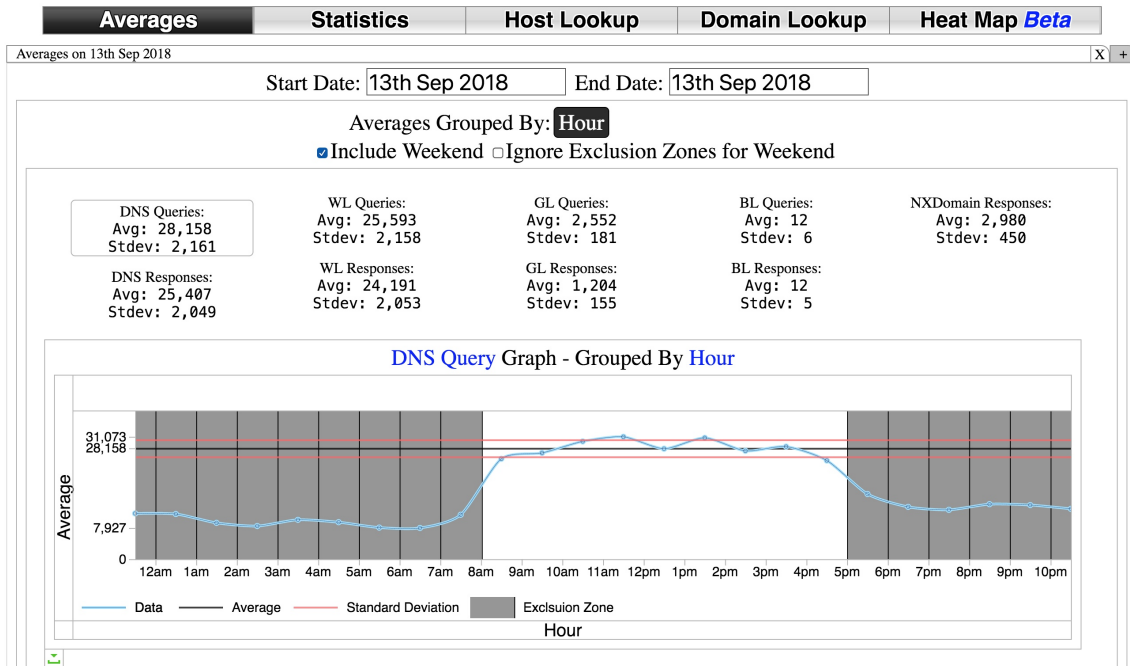 Averages Statistics Host Lookup Domain Lookup Heat Map Beta
Averages on 13th Sep 2018 X +
Start Date: 13th Sep 2018 End Date: 13th Sep 2018
Averages Grouped By: Hour
Include Weekend Ignore Exclusion Zones for Weekend
DNS Queries:
Avg: 28,158
Stdev: 2,161
WL Queries:
Avg: 25,593
Stdev: 2,158
GL Queries:
Avg: 2,552
Stdev: 181
BL Queries:
Avg: 12
Stdev: 6
NXDomain Responses:
Avg: 2,980
Stdev: 450
DNS Responses:
Avg: 25,407
Stdev: 2,049
WL Responses:
Avg: 24,191
Stdev: 2,053
GL Responses:
Avg: 1,204
Stdev: 155
BL Responses:
Avg: 12
Stdev: 5
DNS Query Graph - Grouped By Hour
Average
31,073
28,158
7,927
0
12am 1am 2am 3am 4am 5am 6am 7am 8am 9am 10am 11am 12pm 1pm 2pm 3pm 4pm 5pm 6pm 7pm 8pm 9pm 10pm
Data Average Standard Deviation Exclsuion Zone
Hour